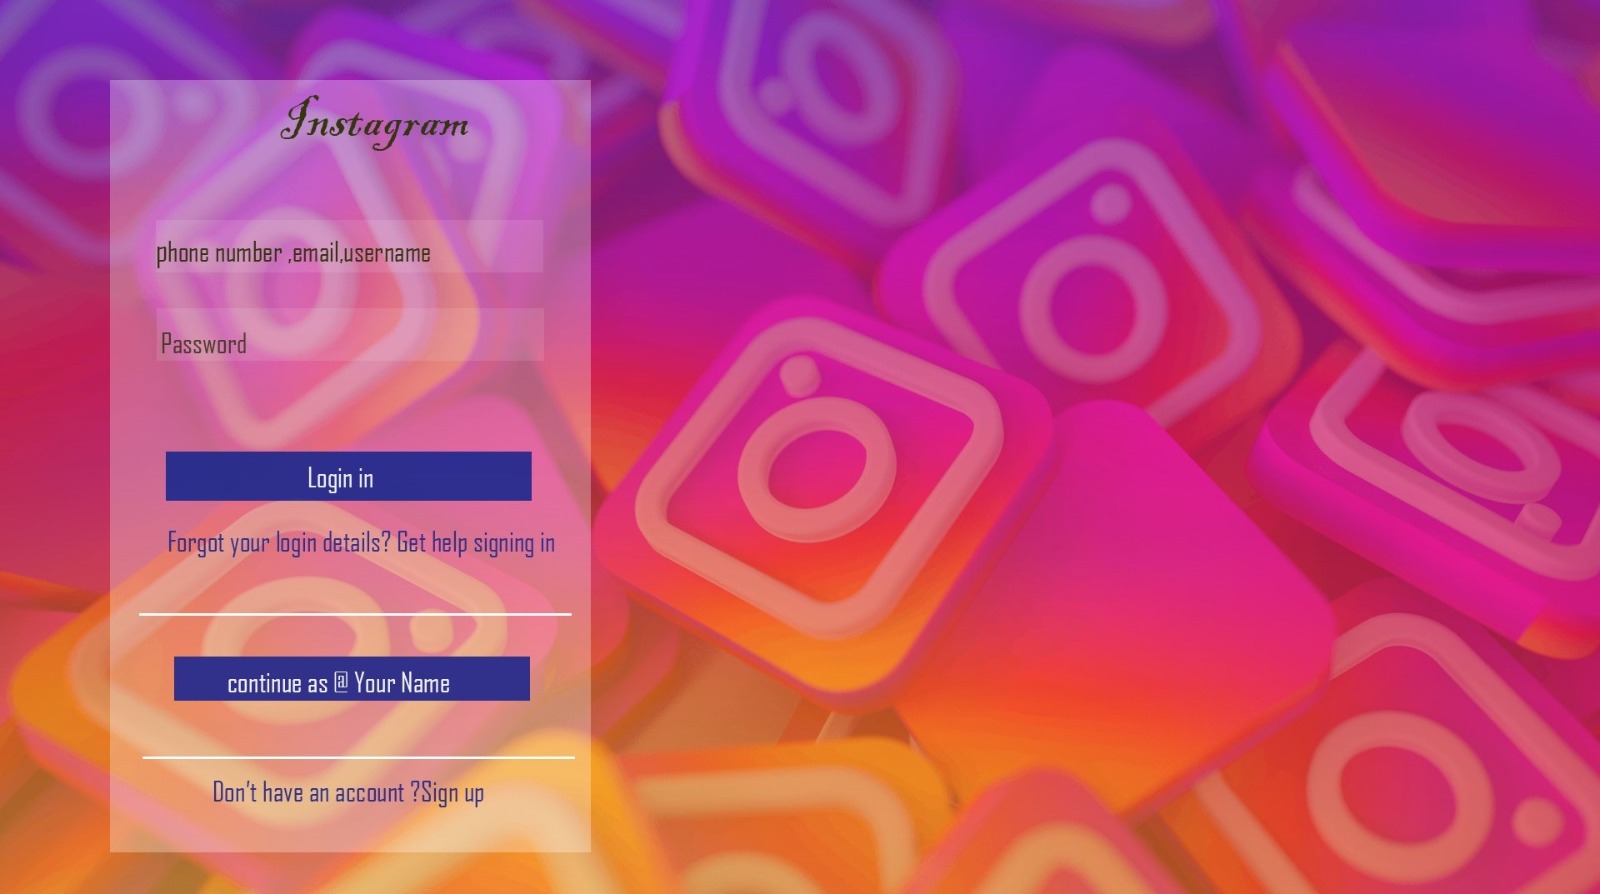 Instagram
phone number ,email,username
Password
Login in
Forgot your login details? Get help signing in
continue as @ Your Name
Don't have an account ?Sign up